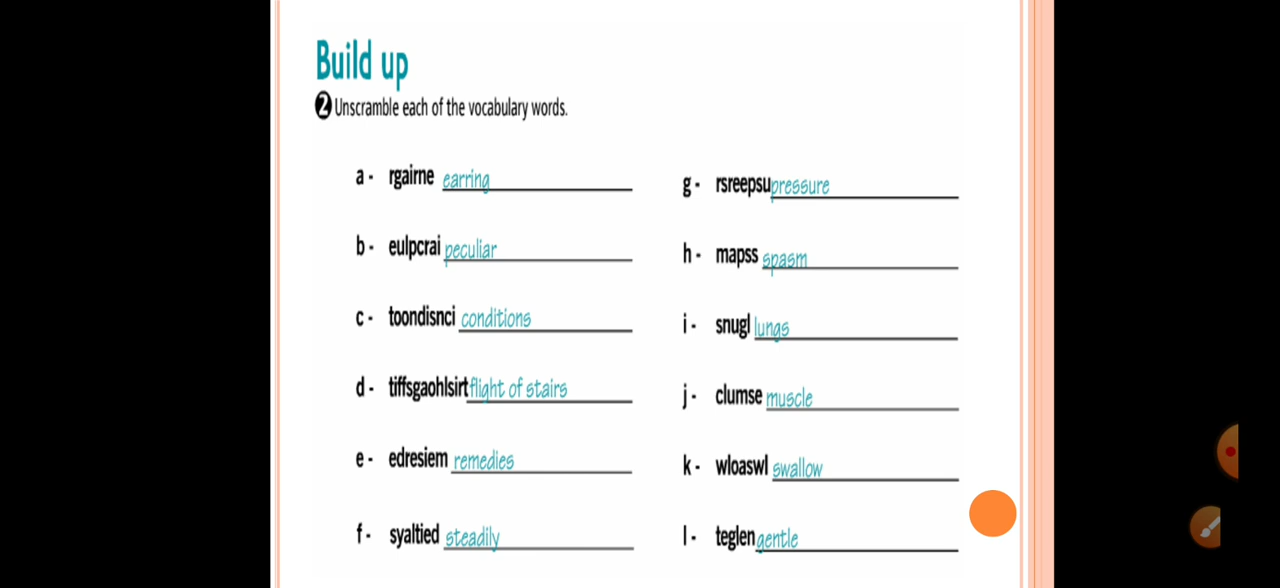 Build up
2 Unscramble each of the vocabulary words.
a - rgairne earring
b - eulpcrai peculiar
c - toondisnci conditions
d - tiffsgaohlsirt flight of stairs
e - edresiem remedies
f - syaltied steadily
g - rsreepsu pressure
h - mapss spasm
i - snugl lungs
j - clumse muscle
k - wloaswl swallow
l - teglen gentle